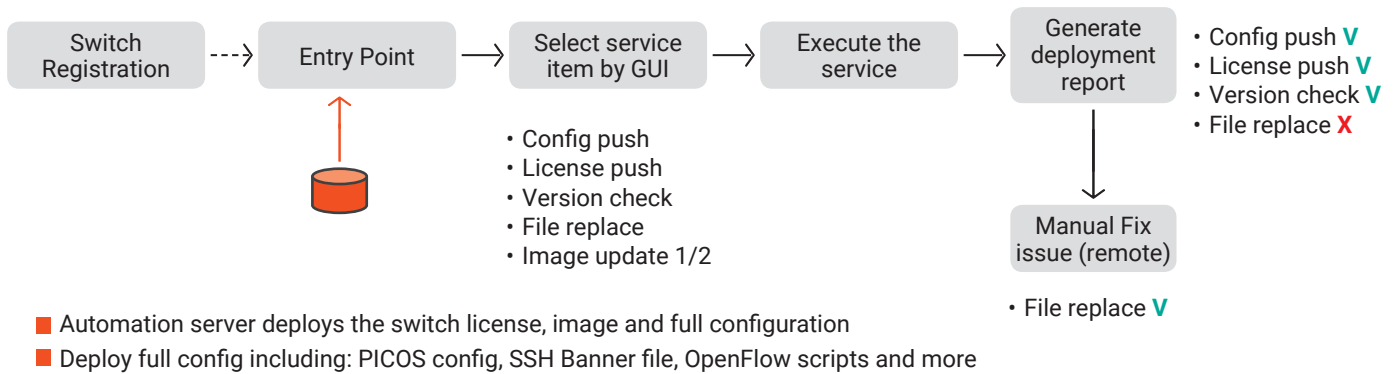 Switch
Registration
Entry Point
Select service
item by GUI
Execute the
service
Generate
deployment
report
• Config push V
• License push V
• Version check V
• File replace X
• Config push
• License push
• Version check
• File replace
• Image update 1/2
Manual Fix
issue (remote)
• File replace V
Automation server deploys the switch license, image and full configuration
Deploy full config including: PICOS config, SSH Banner file, OpenFlow scripts and more